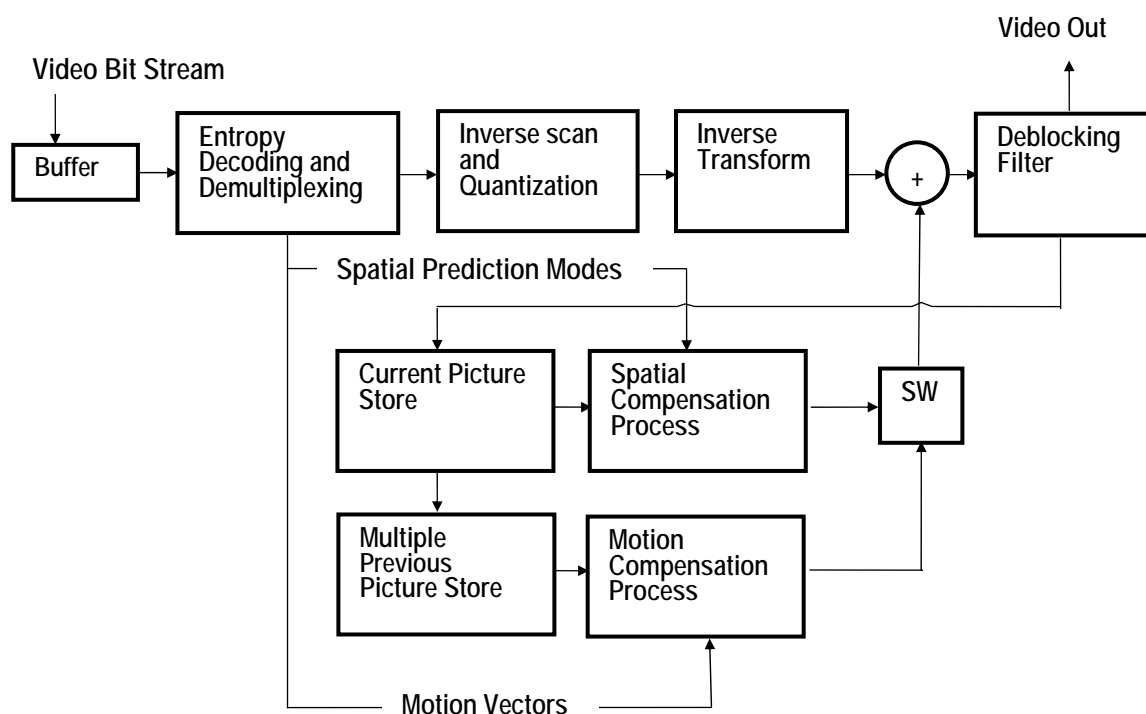 Video Out
Video Bit Stream
Buffer
Entropy
Decoding and
Demultiplexing
Inverse scan
and
Quantization
Inverse
Transform
+
Deblocking
Filter
Spatial Prediction Modes
Current Picture
Store
Spatial
Compensation
Process
SW
Multiple
Previous
Picture Store
Motion
Compensation
Process
Motion Vectors